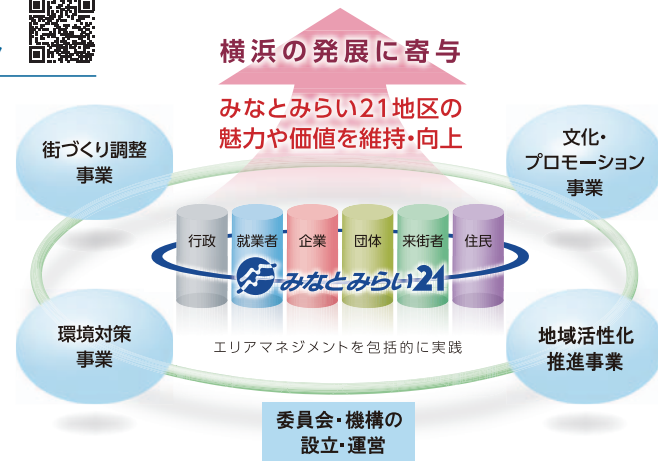 横浜の発展に寄与
みなとみらい21地区の
魅力や価値を維持・向上
街づくり調整
事業
文化・
プロモーション
事業
行政 就業者 企業 団体 来街者 住民
みなとみらい21
エリアマネジメントを包括的に実践
環境対策
事業
地域活性化
推進事業
委員会・機構の
設立・運営